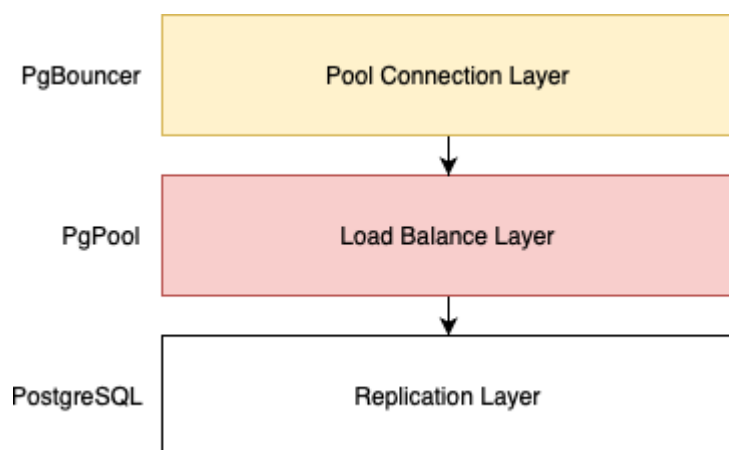 PgBouncer
Pool Connection Layer
PgPool
Load Balance Layer
PostgreSQL
Replication Layer